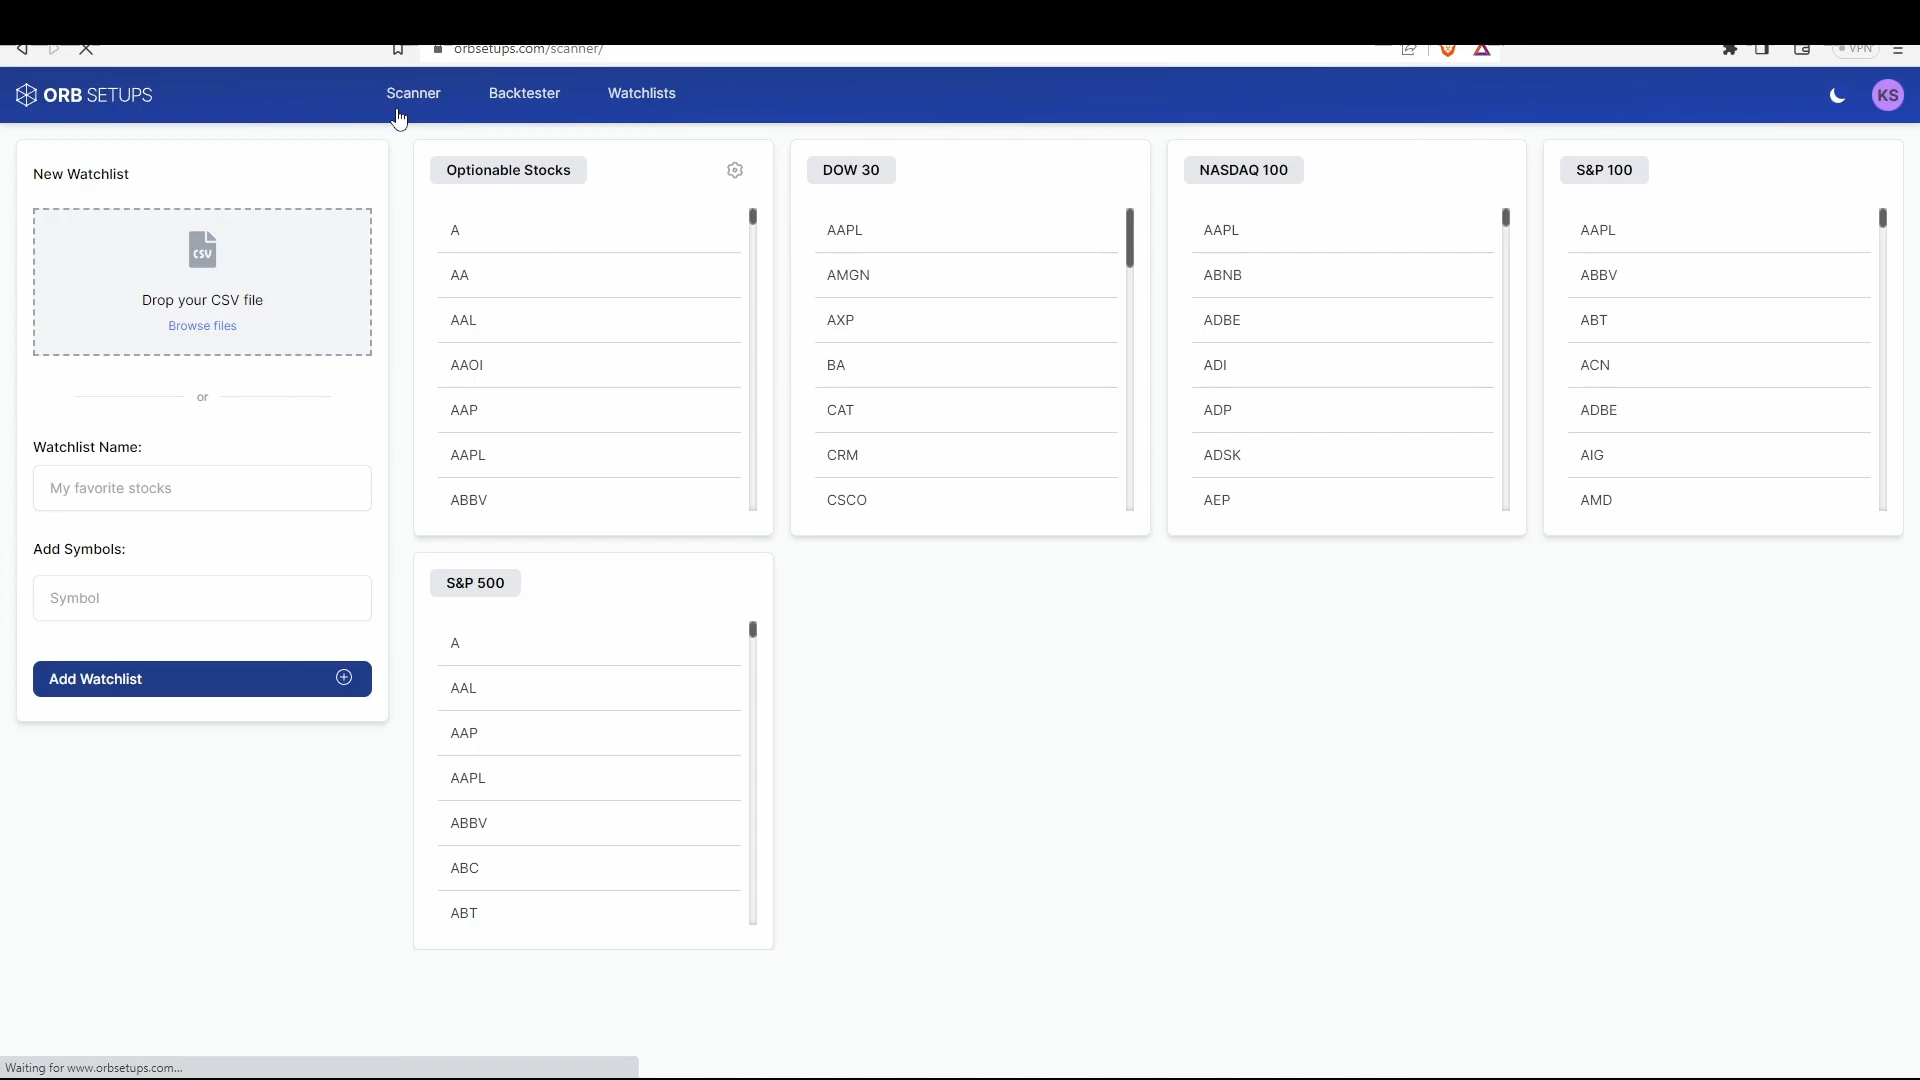 orbsetups.com/scanner/
VPN
ORB SETUPS
Scanner
Backtester
Watchlists
KS
New Watchlist
CSV
Drop your CSV file
Browse files
or
Watchlist Name:
My favorite stocks
Add Symbols:
Symbol
Add Watchlist
Optionable Stocks
A
AA
AAL
AAOI
AAP
AAPL
ABBV
DOW 30
AAPL
AMGN
AXP
BA
CAT
CRM
CSCO
NASDAQ 100
AAPL
ABNB
ADBE
ADI
ADP
ADSK
AEP
S&P 100
AAPL
ABBV
ABT
ACN
ADBE
AIG
AMD
S&P 500
A
AAL
AAP
AAPL
ABBV
ABC
ABT
Waiting for www.orbsetups.com...